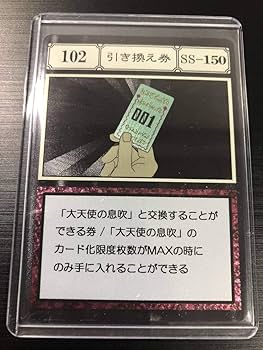 102
引き換え券
SS-150
001
「大天使の息吹」と交換することが
できる券 / 「大天使の息吹」の
カード化限度枚数がMAXの時に
のみ手に入れることができる